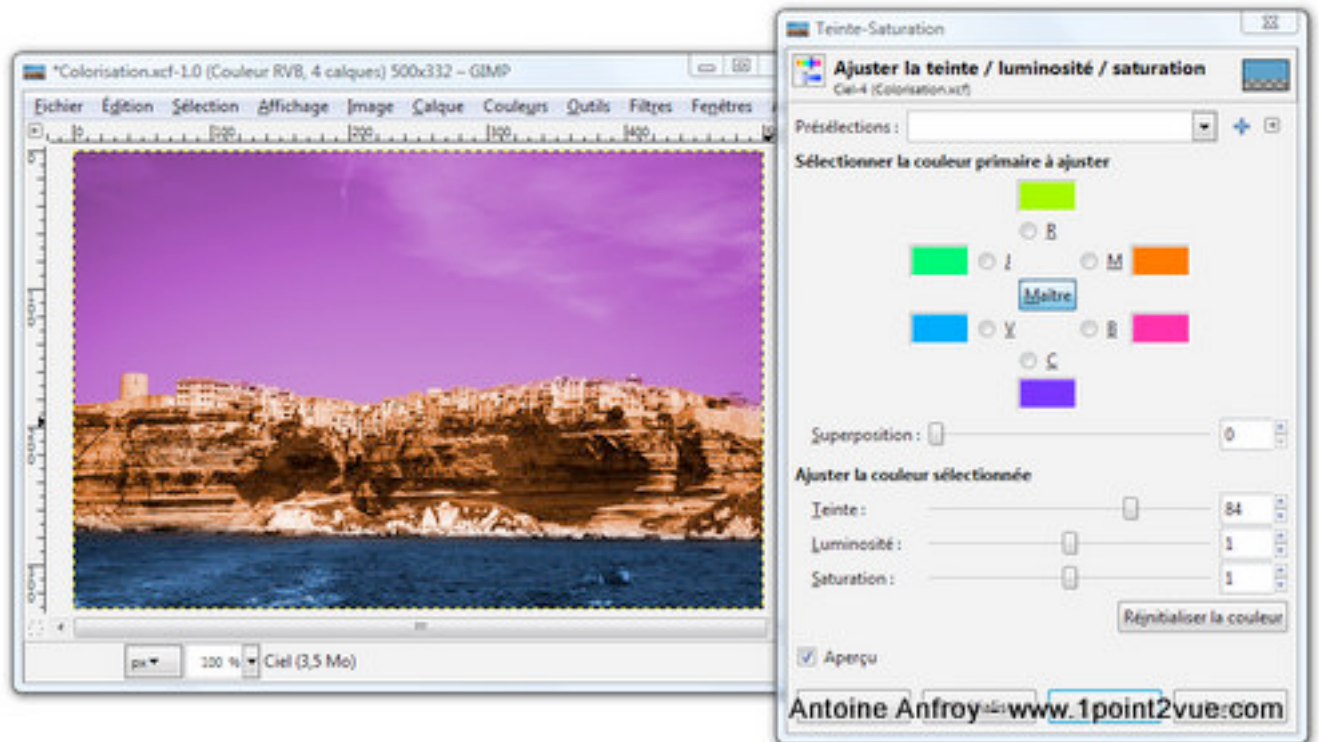 *Colorisation.xcf-1.0 (Couleur RVB, 4 calques) 500x332 – GIMP
Fichier Édition Sélection Affichage Image Calque Couleurs Outils Filtres Fenêtres
0 100 200 300 400
px 100 % Ciel (3,5 Mo)
Teinte-Saturation
Ajuster la teinte / luminosité / saturation
Ciel-4 (Colorisation.xcf)
Présélections :
Sélectionner la couleur primaire à ajuster
R
J M
Maître
V B
C
Superposition : 0
Ajuster la couleur sélectionnée
Teinte : 84
Luminosité : 1
Saturation : 1
Réinitialiser la couleur
Aperçu
Antoine Anfroy - www.1point2vue.com